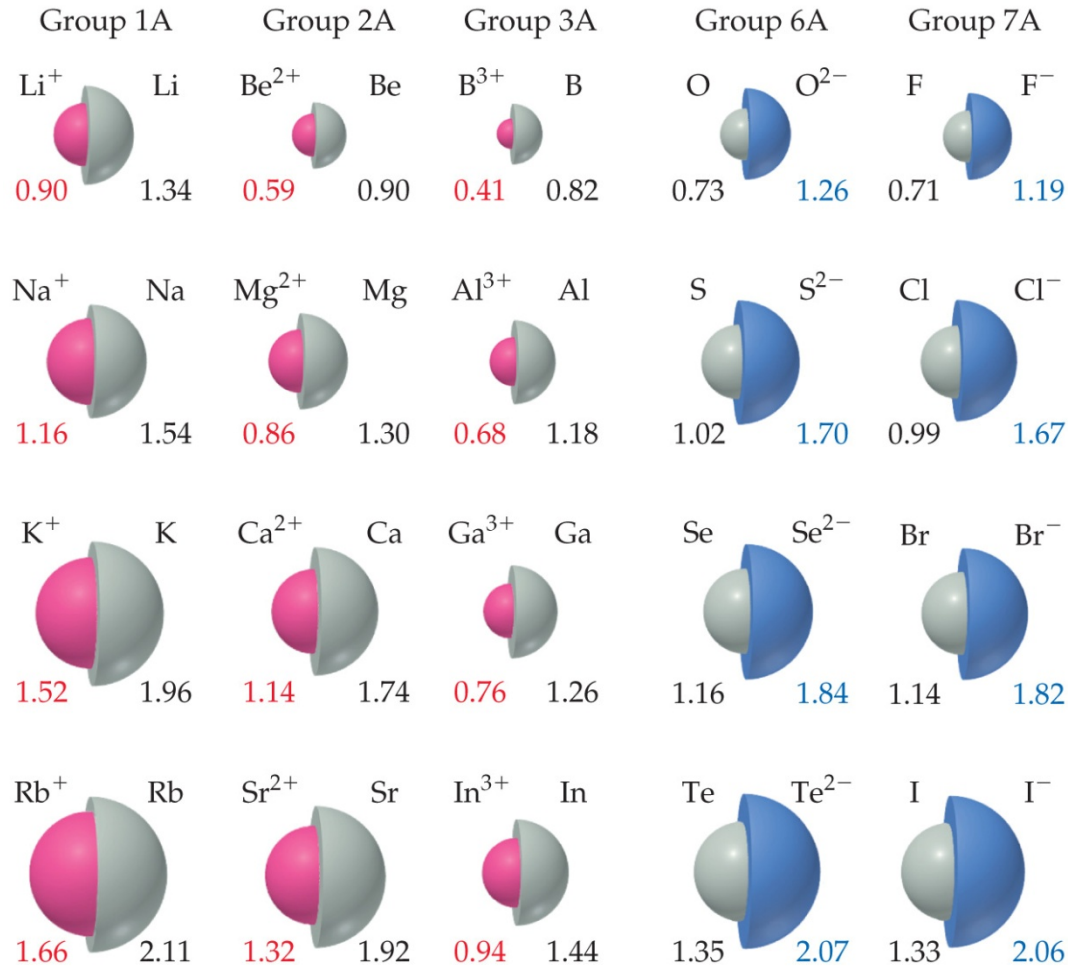 Group 1A Group 2A Group 3A Group 6A Group 7A
Li⁺ Li Be²⁺ Be B³⁺ B O O²⁻ F F⁻
0.90 1.34 0.59 0.90 0.41 0.82 0.73 1.26 0.71 1.19
Na⁺ Na Mg²⁺ Mg Al³⁺ Al S S²⁻ Cl Cl⁻
1.16 1.54 0.86 1.30 0.68 1.18 1.02 1.70 0.99 1.67
K⁺ K Ca²⁺ Ca Ga³⁺ Ga Se Se²⁻ Br Br⁻
1.52 1.96 1.14 1.74 0.76 1.26 1.16 1.84 1.14 1.82
Rb⁺ Rb Sr²⁺ Sr In³⁺ In Te Te²⁻ I I⁻
1.66 2.11 1.32 1.92 0.94 1.44 1.35 2.07 1.33 2.06